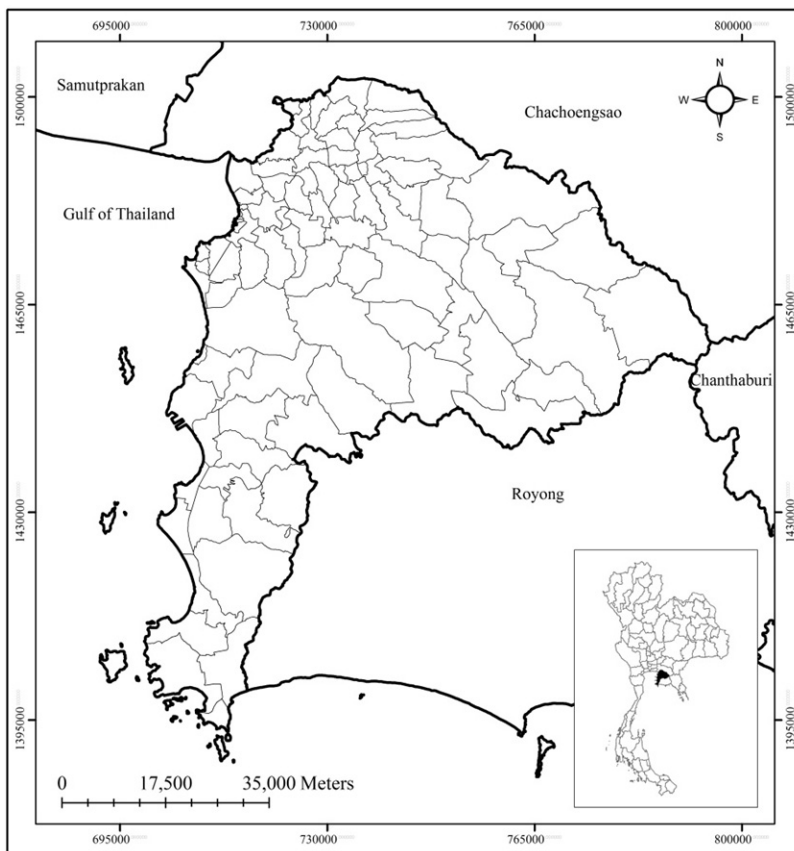 695000 730000 765000 800000
Samutprakan
N
W E
S
1500000 1500000
Chachoengsao
Gulf of Thailand
1465000 1465000
Chanthaburi
Royong
1430000 1430000
1395000 1395000
0 17,500 35,000 Meters
695000 730000 765000 800000